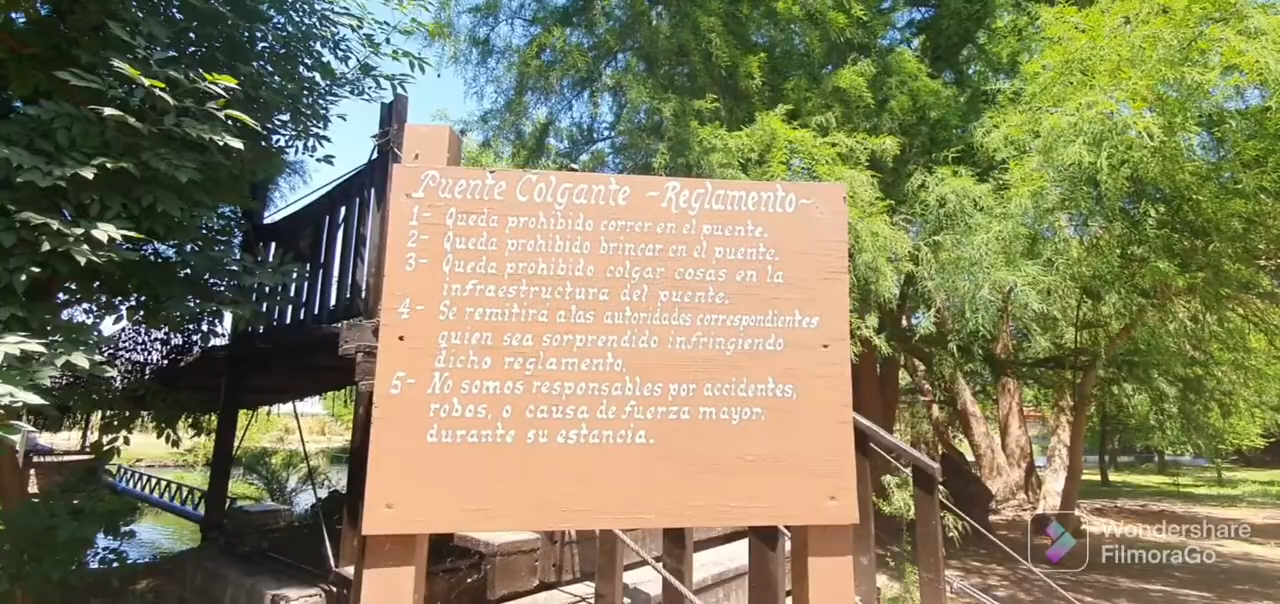 Puente Colgante ~Reglamento~
1- Queda prohibido correr en el puente.
2- Queda prohibido brincar en el puente.
3- Queda prohibido colgar cosas en la
infraestructura del puente.
4- Se remitirá a las autoridades correspondientes
quien sea sorprendido infringiendo
dicho reglamento.
5- No somos responsables por accidentes,
robos, o causa de fuerza mayor,
durante su estancia.
Wondershare
FilmoraGo